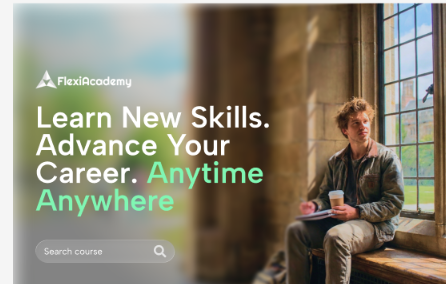 FlexiAcademy
Learn New Skills.
Advance Your
Career. Anytime
Anywhere
Search course